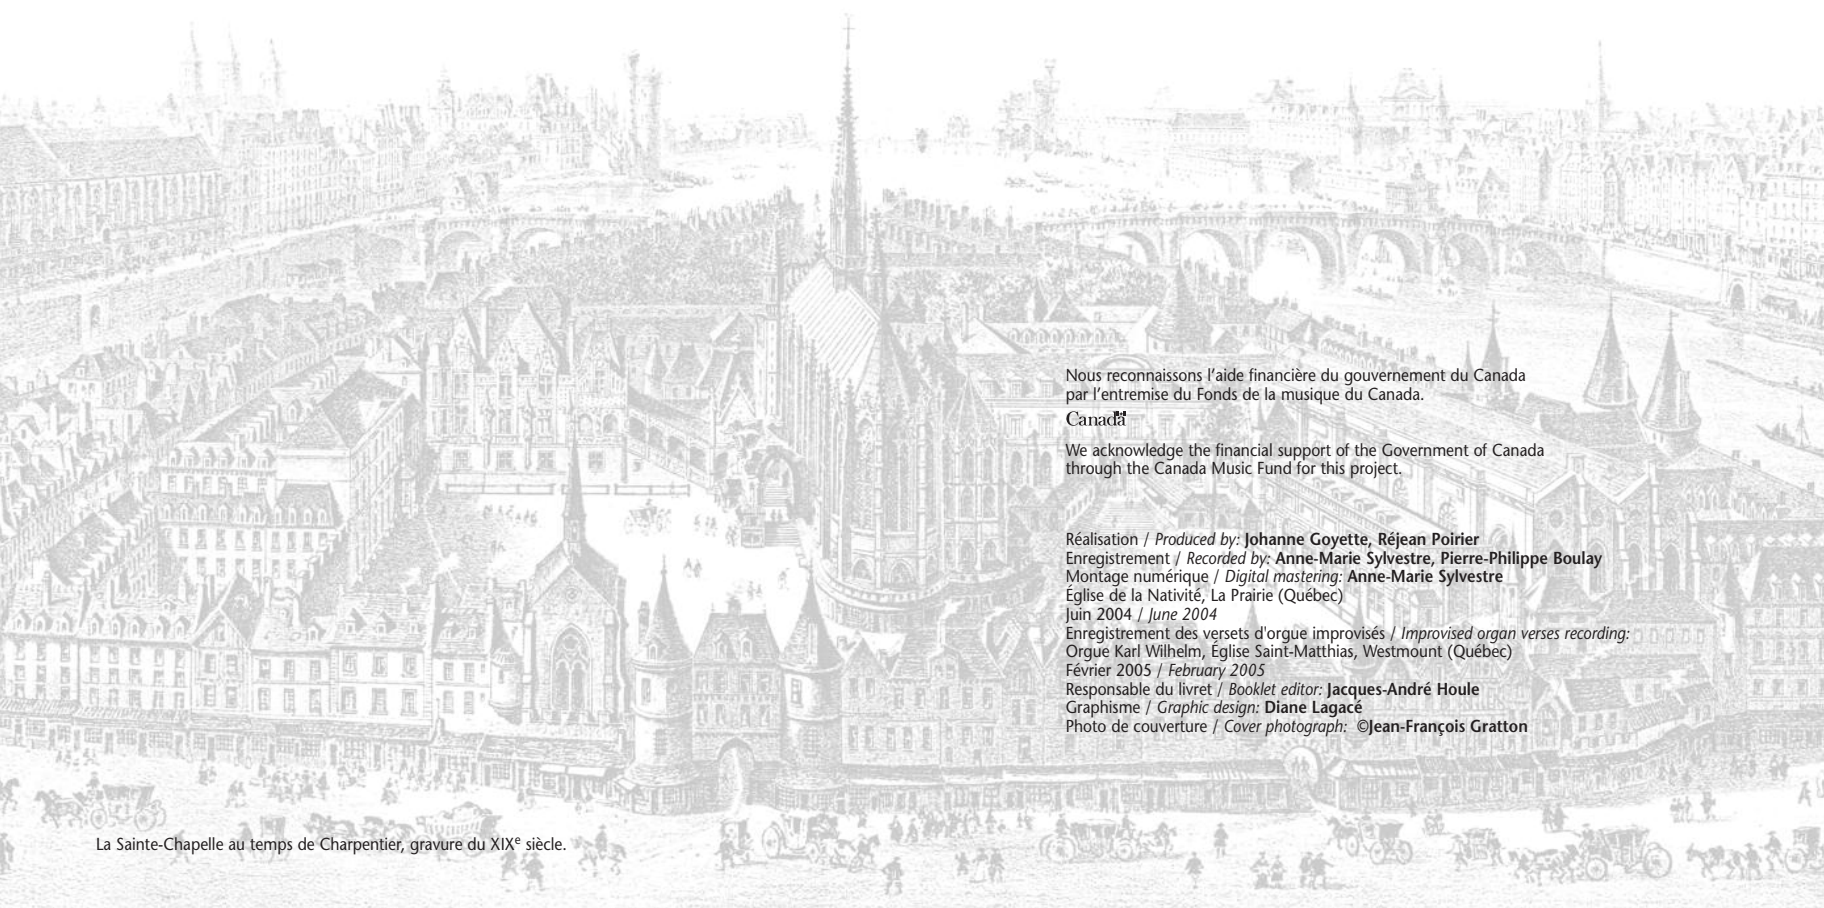 Nous reconnaissons l'aide financière du gouvernement du Canada
par l'entremise du Fonds de la musique du Canada.
Canada
We acknowledge the financial support of the Government of Canada
through the Canada Music Fund for this project.
Réalisation / Produced by: Johanne Goyette, Réjean Poirier
Enregistrement / Recorded by: Anne-Marie Sylvestre, Pierre-Philippe Boulay
Montage numérique / Digital mastering: Anne-Marie Sylvestre
Église de la Nativité, La Prairie (Québec)
Juin 2004 / June 2004
Enregistrement des versets d'orgue improvisés / Improvised organ verses recording:
Orgue Karl Wilhelm, Église Saint-Matthias, Westmount (Québec)
Février 2005 / February 2005
Responsable du livret / Booklet editor: Jacques-André Houle
Graphisme / Graphic design: Diane Lagacé
Photo de couverture / Cover photograph: ©Jean-François Gratton
La Sainte-Chapelle au temps de Charpentier, gravure du XIXe siècle.